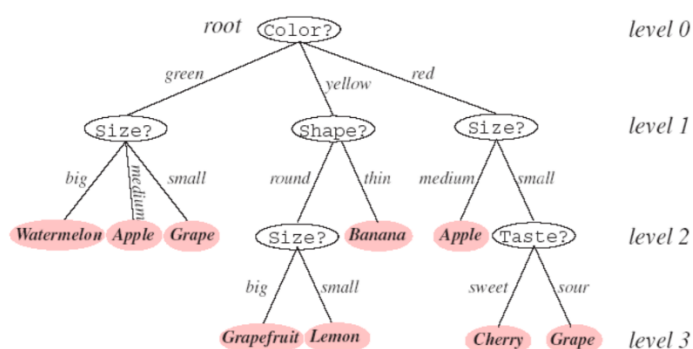 root Color? level 0
green yellow red
Size? Shape? Size? level 1
big medium small round thin medium small
Watermelon Apple Grape Size? Banana Apple Taste? level 2
big small sweet sour
Grapefruit Lemon Cherry Grape level 3